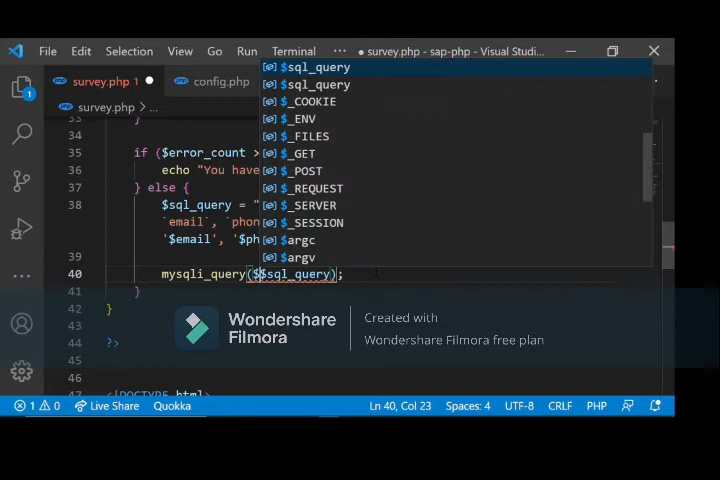 File Edit Selection View Go Run Terminal ··· ● survey.php - sap-php - Visual Studi...
survey.php 1 ● config.php
survey.php > ...
$sql_query
$sql_query
$_COOKIE
$_ENV
$_FILES
$_GET
$_POST
$_REQUEST
$_SERVER
$_SESSION
$argc
$argv
33 }
34
35 if ($error_count >
36 echo "You have
37 } else {
38 $sql_query = "
`email`, `phon
'$email', '$ph
39
40 mysqli_query($$sql_query);
41 }
42 }
43
44 ?>
45
46
47 <!DOCTYPE html>
Wondershare
Filmora
Created with
Wondershare Filmora free plan
1 0 Live Share Quokka Ln 40, Col 23 Spaces: 4 UTF-8 CRLF PHP
1